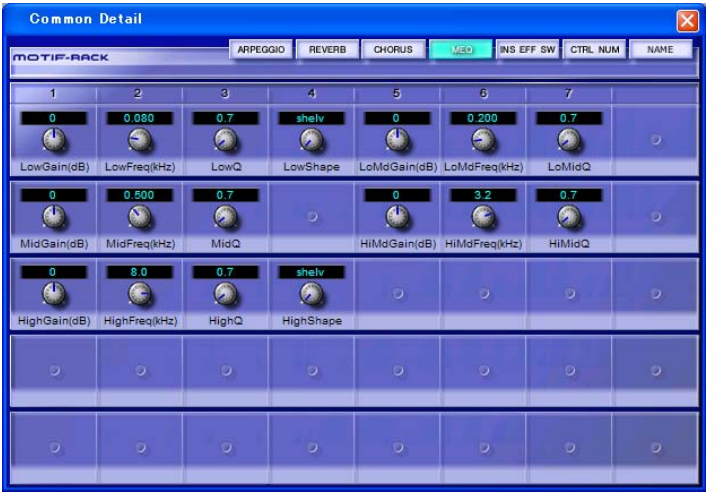 Common Detail
MOTIF-RACK ARPEGGIO REVERB CHORUS MEQ INS EFF SW CTRL NUM NAME
1 2 3 4 5 6 7
0 0.080 0.7 shelv 0 0.200 0.7
LowGain(dB) LowFreq(kHz) LowQ LowShape LoMdGain(dB) LoMdFreq(kHz) LoMidQ
0 0.500 0.7 0 3.2 0.7
MidGain(dB) MidFreq(kHz) MidQ HiMdGain(dB) HiMdFreq(kHz) HiMidQ
0 8.0 0.7 shelv
HighGain(dB) HighFreq(kHz) HighQ HighShape